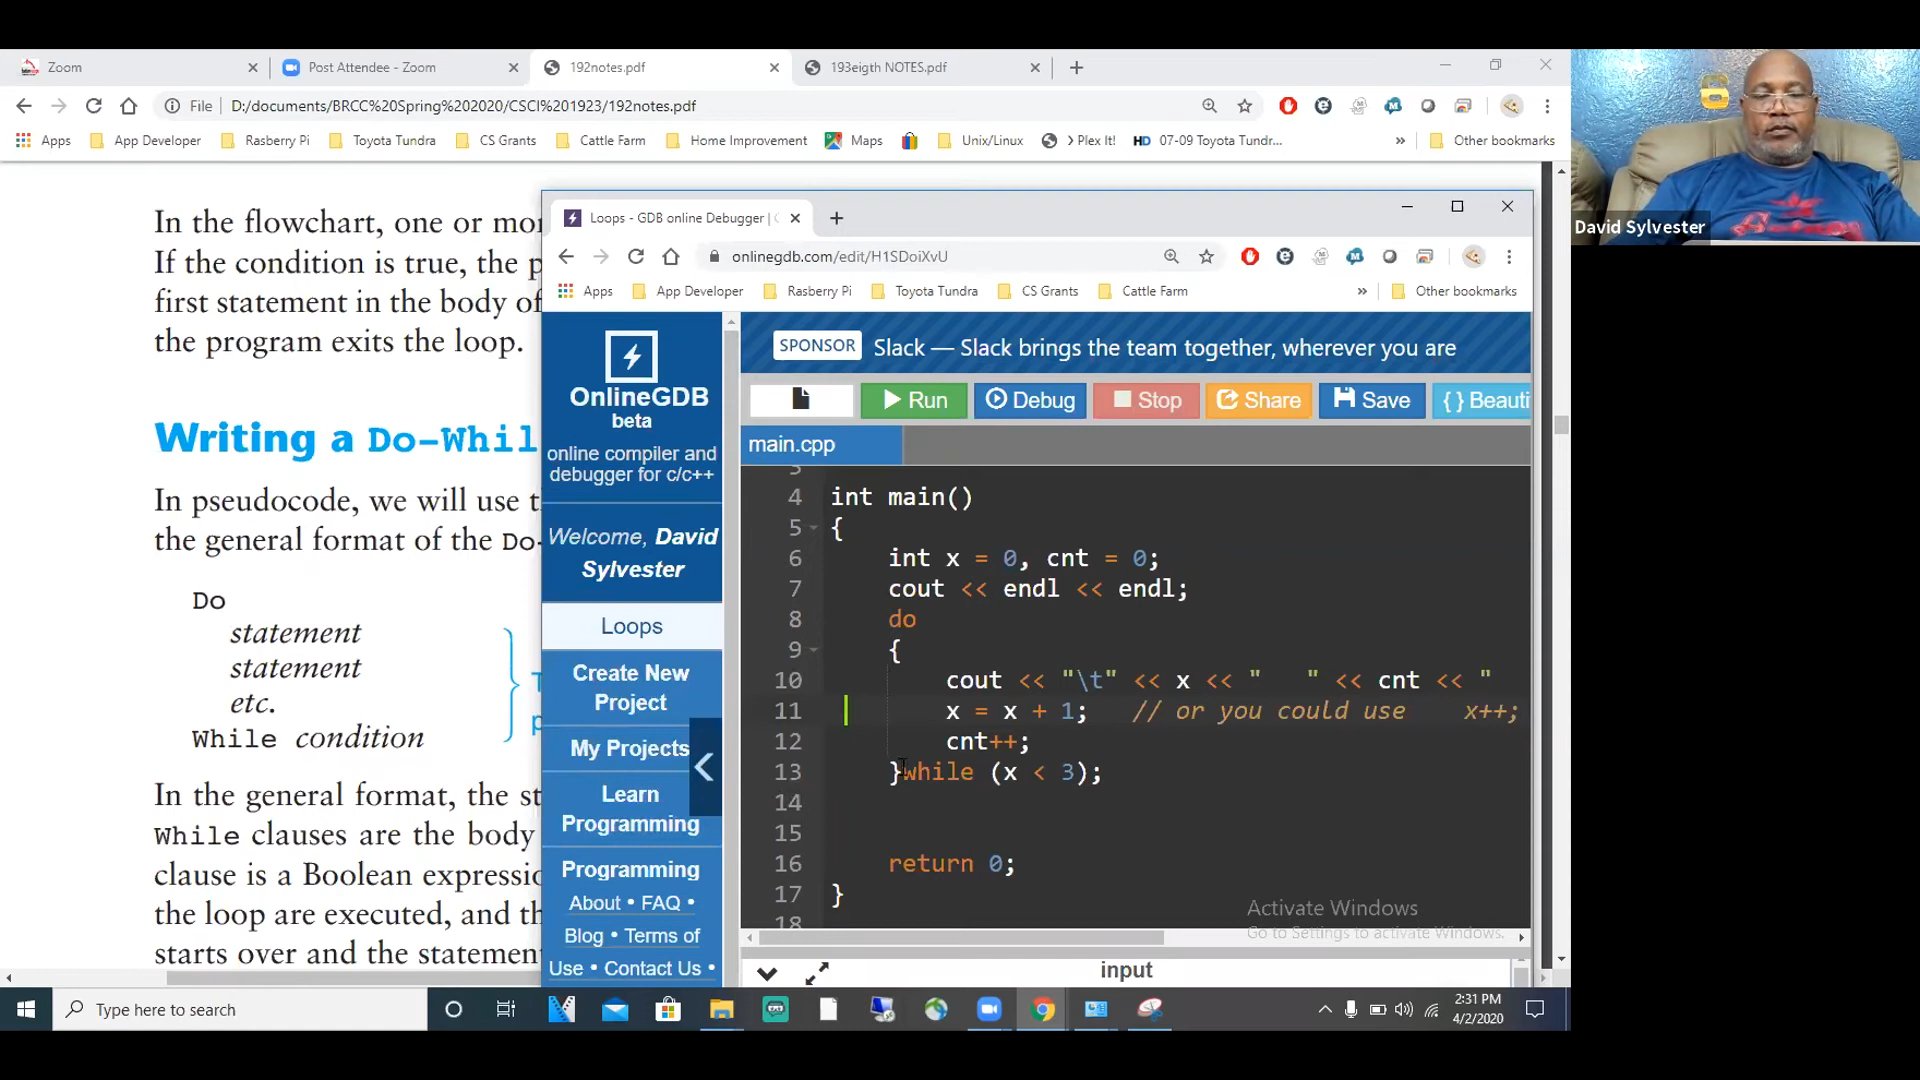 Zoom
Post Attendee - Zoom
192notes.pdf
193eigth NOTES.pdf
File
D:/documents/BRCC%20Spring%202020/CSCI%201923/192notes.pdf
Apps
App Developer
Rasberry Pi
Toyota Tundra
CS Grants
Cattle Farm
Home Improvement
Maps
Unix/Linux
> Plex It!
HD 07-09 Toyota Tundr...
»
Other bookmarks
David Sylvester
In the flowchart, one or mo
If the condition is true, the p
first statement in the body of
the program exits the loop.
Writing a Do-Whil
In pseudocode, we will use t
the general format of the Do-
Do
statement
statement
etc.
While condition
In the general format, the st
While clauses are the body
clause is a Boolean expressio
the loop are executed, and th
starts over and the statement
Loops - GDB online Debugger |
onlinegdb.com/edit/H1SDoiXvU
Apps
App Developer
Rasberry Pi
Toyota Tundra
CS Grants
Cattle Farm
»
Other bookmarks
OnlineGDB
beta
online compiler and
debugger for c/c++
Welcome, David
Sylvester
Loops
Create New
Project
My Projects
Learn
Programming
Programming
About • FAQ •
Blog • Terms of
Use • Contact Us •
SPONSOR Slack — Slack brings the team together, wherever you are
Run
Debug
Stop
Share
Save
{ } Beauti
main.cpp
3
4 int main()
5 {
6 int x = 0, cnt = 0;
7 cout << endl << endl;
8 do
9 {
10 cout << "\t" << x << "   " << cnt << "
11 x = x + 1;   // or you could use    x++;
12 cnt++;
13 }while (x < 3);
14
15
16 return 0;
17 }
18
Activate Windows
Go to Settings to activate Windows.
input
Type here to search
2:31 PM
4/2/2020